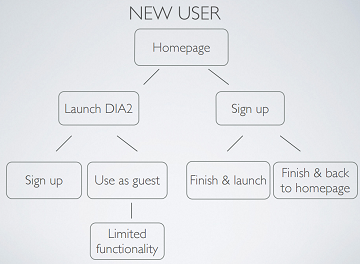 NEW USER
Homepage
Launch DIA2
Sign up
Sign up
Use as guest
Finish & launch
Finish & back
to homepage
Limited
functionality